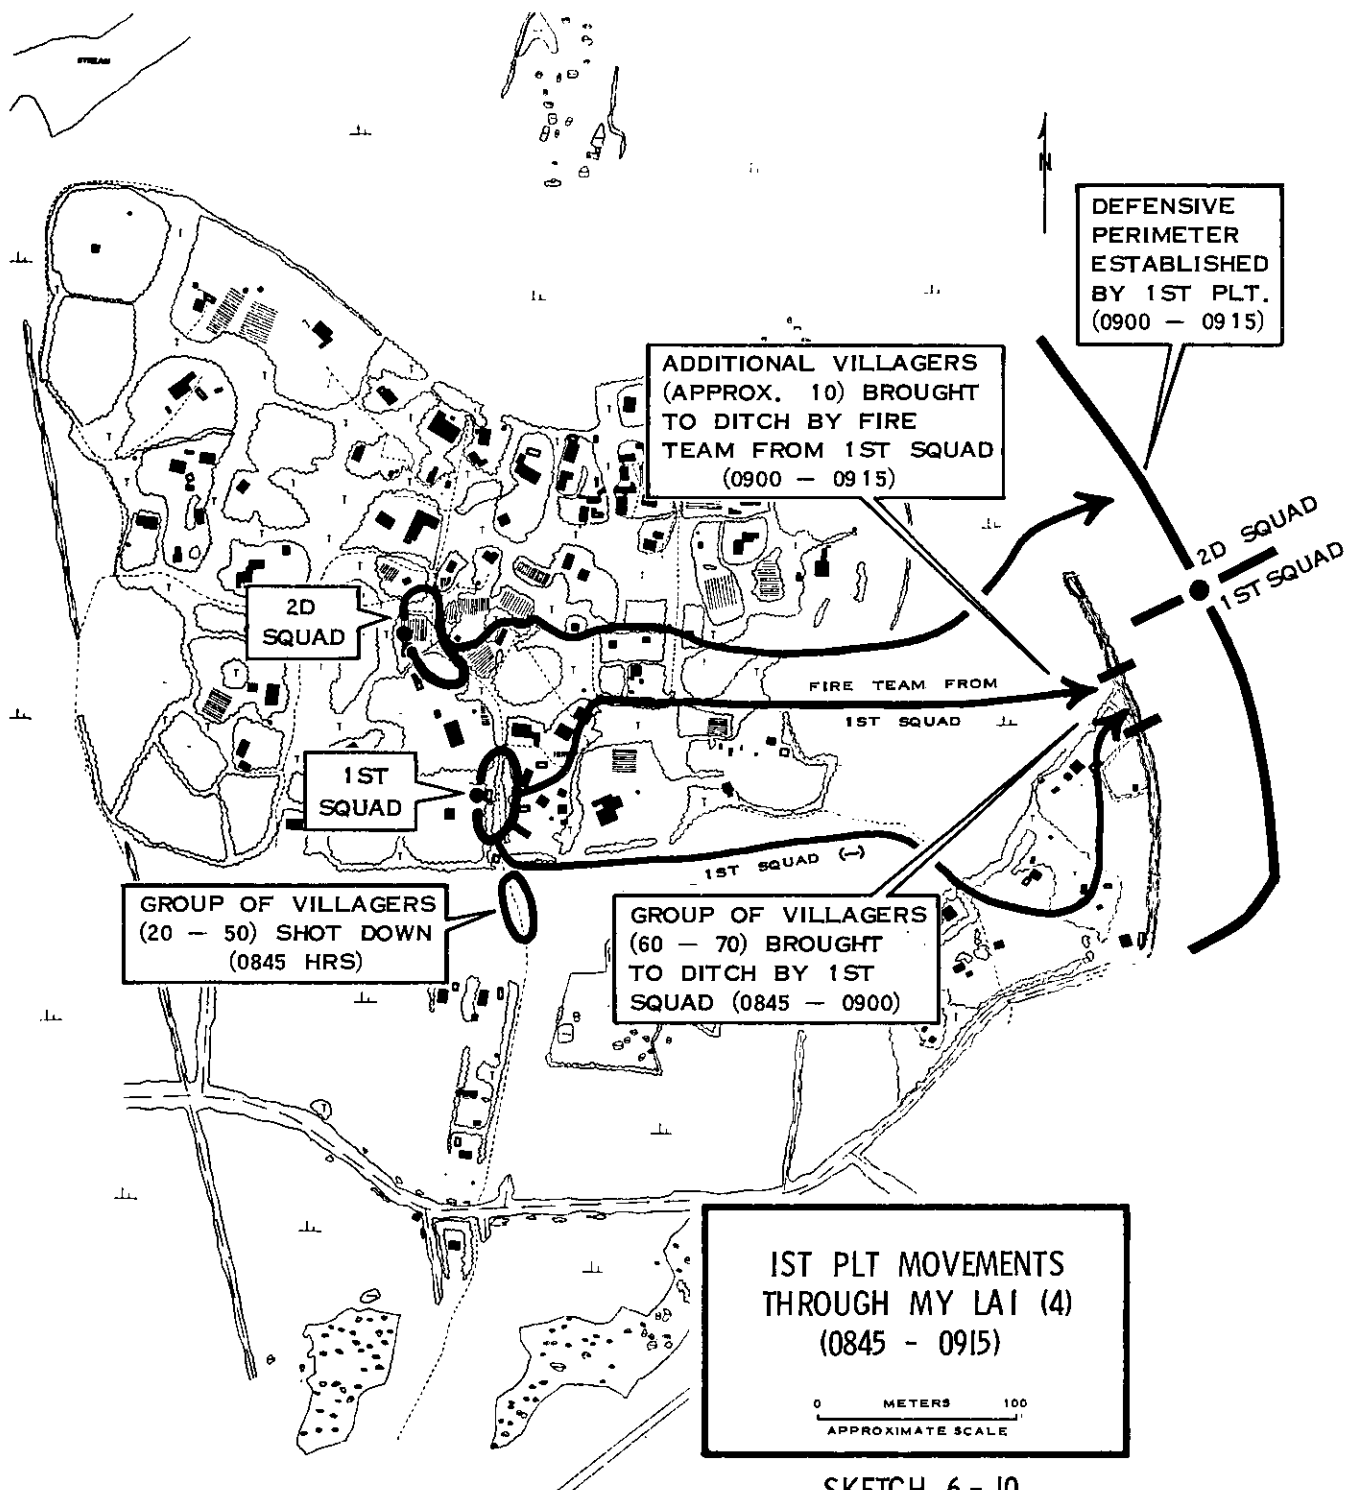 STREAM
N
DEFENSIVE
PERIMETER
ESTABLISHED
BY 1ST PLT.
(0900 — 0915)
ADDITIONAL VILLAGERS
(APPROX. 10) BROUGHT
TO DITCH BY FIRE
TEAM FROM 1ST SQUAD
(0900 — 0915)
2D SQUAD
1ST SQUAD
2D
SQUAD
FIRE TEAM FROM
1ST SQUAD
1ST
SQUAD
1ST SQUAD (—)
GROUP OF VILLAGERS
(20 — 50) SHOT DOWN
(0845 HRS)
GROUP OF VILLAGERS
(60 — 70) BROUGHT
TO DITCH BY 1ST
SQUAD (0845 — 0900)
1ST PLT MOVEMENTS
THROUGH MY LAI (4)
(0845 - 0915)
0 METERS 100
APPROXIMATE SCALE
SKETCH 6-10